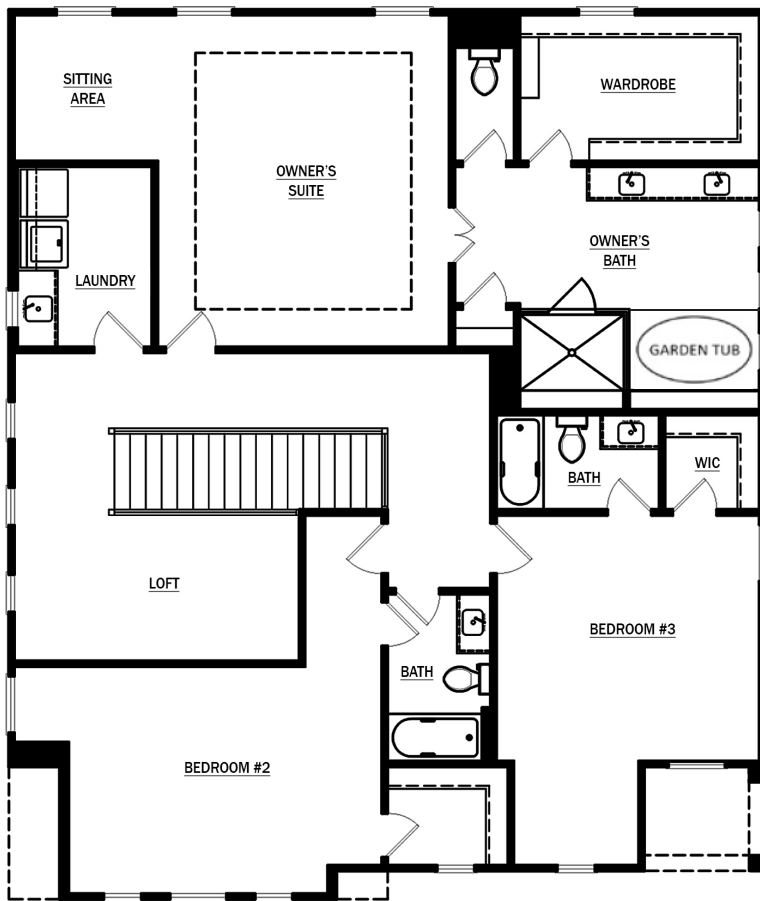 SITTING
AREA
WARDROBE
OWNER'S
SUITE
OWNER'S
BATH
LAUNDRY
GARDEN TUB
WIC
BATH
LOFT
BEDROOM #3
BATH
BEDROOM #2